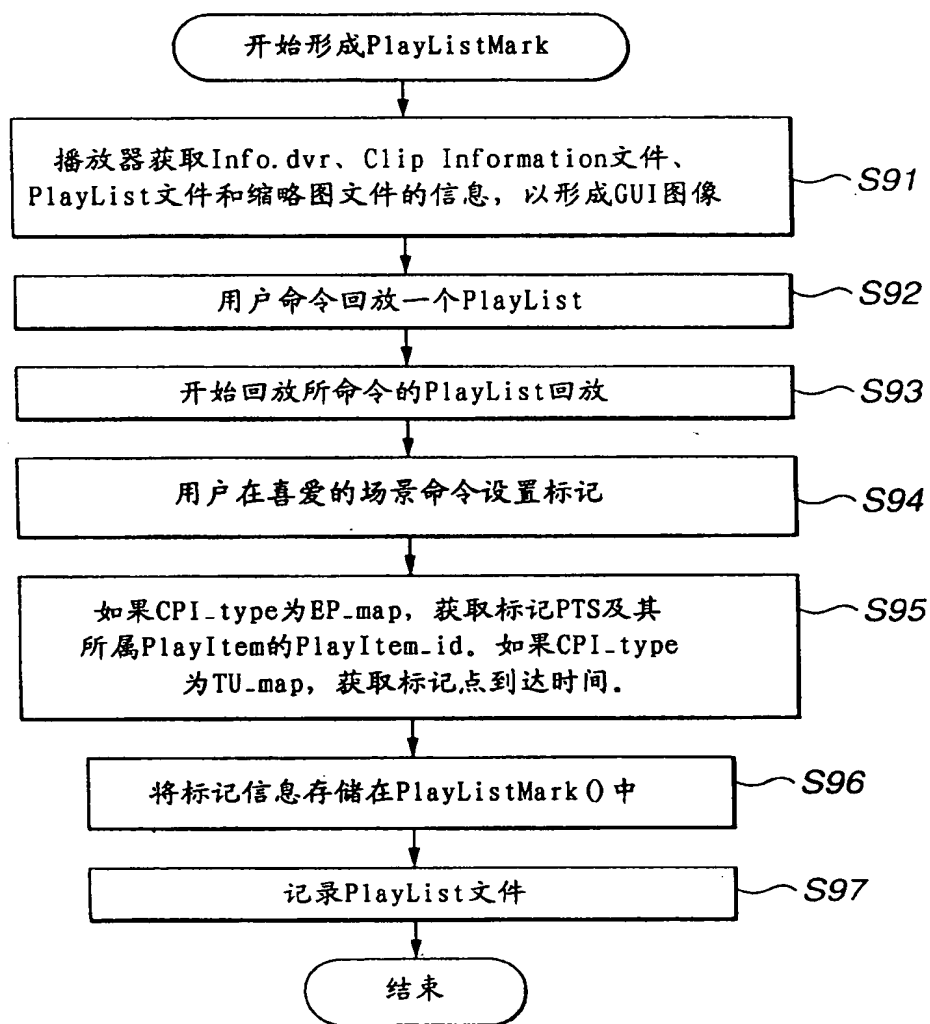 开始形成PlayListMark
播放器获取Info.dvr、Clip Information文件、
PlayList文件和缩略图文件的信息，以形成GUI图像
S91
用户命令回放一个PlayList
S92
开始回放所命令的PlayList回放
S93
用户在喜爱的场景命令设置标记
S94
如果CPI_type为EP_map，获取标记PTS及其
所属PlayItem的PlayItem_id。如果CPI_type
为TU_map，获取标记点到达时间。
S95
将标记信息存储在PlayListMark()中
S96
记录PlayList文件
S97
结束